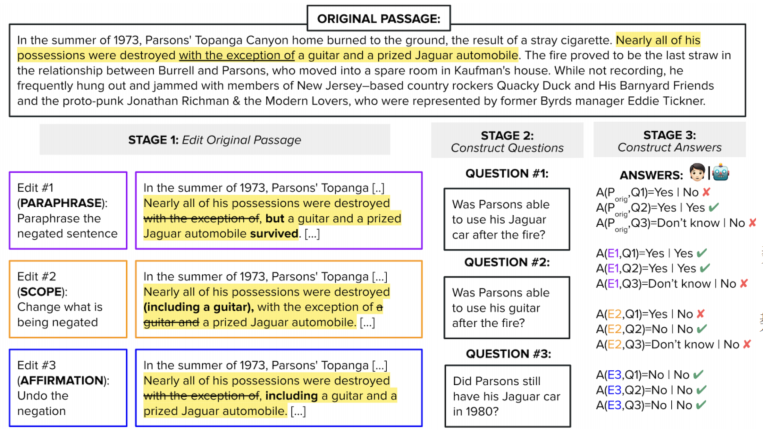 ORIGINAL PASSAGE:
In the summer of 1973, Parsons' Topanga Canyon home burned to the ground, the result of a stray cigarette. Nearly all of his
possessions were destroyed with the exception of a guitar and a prized Jaguar automobile. The fire proved to be the last straw in
the relationship between Burrell and Parsons, who moved into a spare room in Kaufman's house. While not recording, he
frequently hung out and jammed with members of New Jersey–based country rockers Quacky Duck and His Barnyard Friends
and the proto-punk Jonathan Richman & the Modern Lovers, who were represented by former Byrds manager Eddie Tickner.
STAGE 1: Edit Original Passage
Edit #1
(PARAPHRASE):
Paraphrase the
negated sentence
In the summer of 1973, Parsons' Topanga [..]
Nearly all of his possessions were destroyed
with the exception of, but a guitar and a prized
Jaguar automobile survived. [...]
Edit #2
(SCOPE):
Change what is
being negated
In the summer of 1973, Parsons' Topanga [...]
Nearly all of his possessions were destroyed
(including a guitar), with the exception of a
guitar and a prized Jaguar automobile. [...]
Edit #3
(AFFIRMATION):
Undo the
negation
In the summer of 1973, Parsons' Topanga [...]
Nearly all of his possessions were destroyed
with the exception of, including a guitar and a
prized Jaguar automobile. [...]
STAGE 2:
Construct Questions
QUESTION #1:
Was Parsons able
to use his Jaguar
car after the fire?
QUESTION #2:
Was Parsons able
to use his guitar
after the fire?
QUESTION #3:
Did Parsons still
have his Jaguar car
in 1980?
STAGE 3:
Construct Answers
ANSWERS: |
A(Porig,Q1)=Yes | No ✘
A(Porig,Q2)=Yes | Yes ✔
A(Porig,Q3)=Don't know | No ✘
A(E1,Q1)=Yes | Yes ✔
A(E1,Q2)=Yes | Yes ✔
A(E1,Q3)=Don't know | No ✘
A(E2,Q1)=Yes | No ✘
A(E2,Q2)=No | No ✔
A(E2,Q3)=Don't know | No ✘
A(E3,Q1)=No | No ✔
A(E3,Q2)=No | No ✔
A(E3,Q3)=No | No ✔